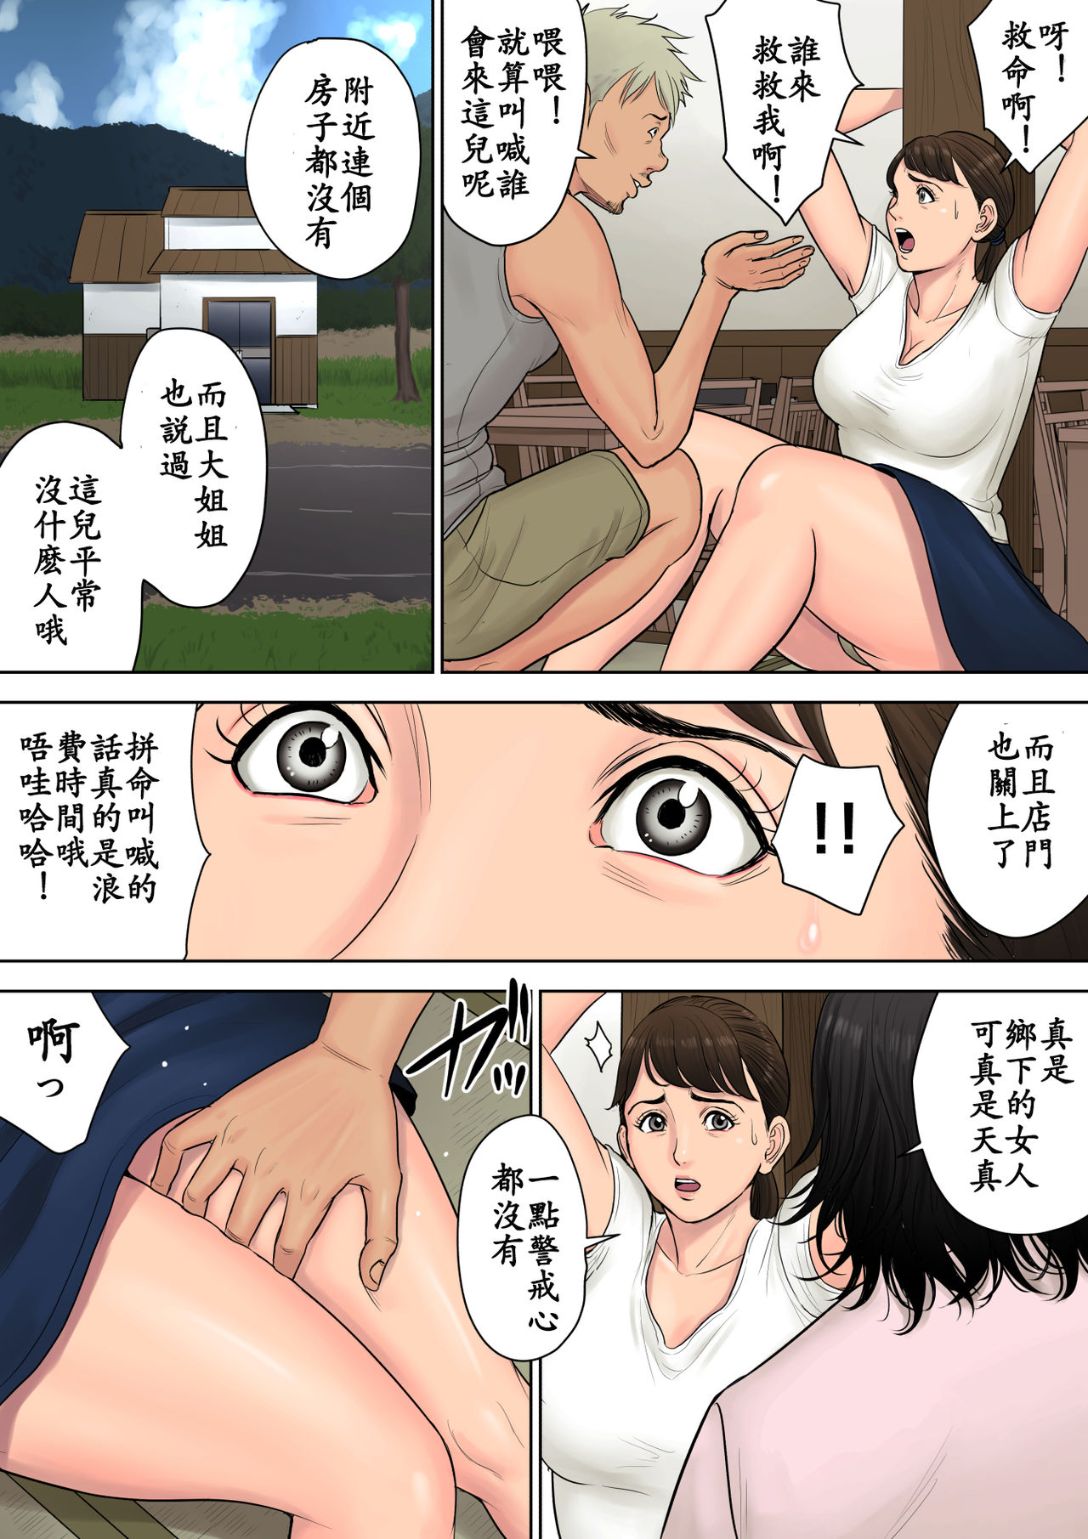 呀！
救命啊！
誰來
救救我啊！
喂喂！
就算叫喊誰
會來這兒呢
附近連個
房子都沒有
而且大姐姐
也説過
這兒平常
沒什麼人哦
而且店門
也關上了
!!
拼命叫喊的
話真的是浪
費時間哦
唔哇哈哈！
真是
鄉下的女人
可真是天真
一點警戒心
都沒有
ガッ
啊っ